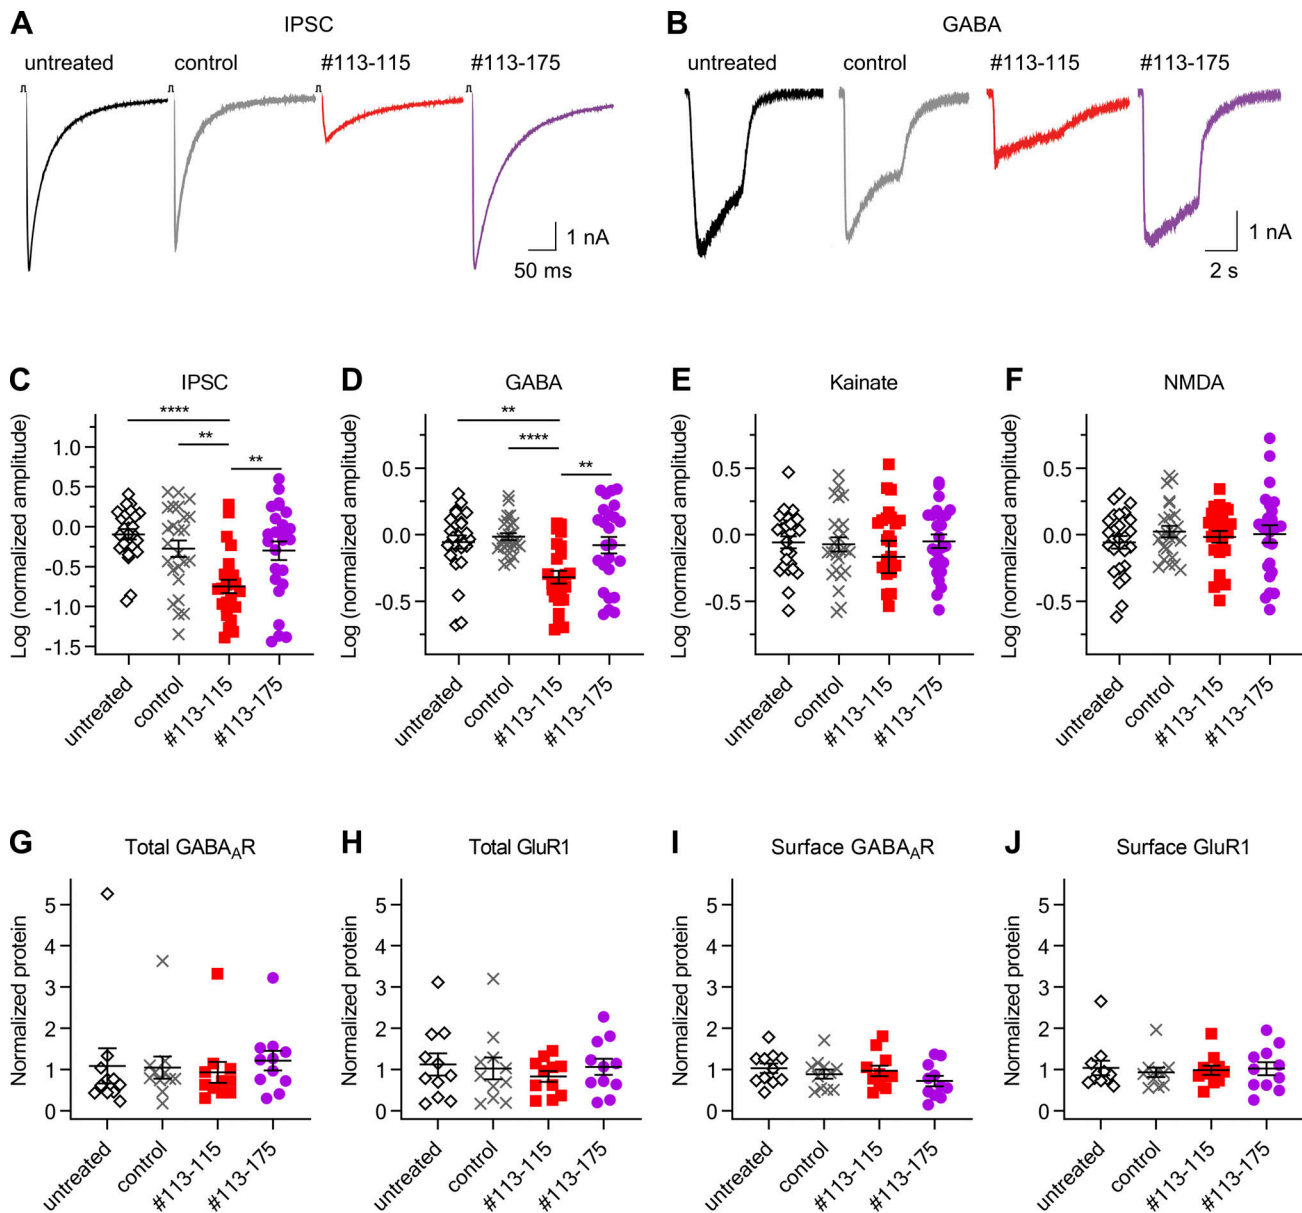 A IPSC
untreated control #113-115 #113-175
1 nA
50 ms
B GABA
untreated control #113-115 #113-175
1 nA
2 s
C IPSC
Log (normalized amplitude)
1.0
0.5
0.0
-0.5
-1.0
-1.5
****
**
**
untreated
control
#113-115
#113-175
D GABA
Log (normalized amplitude)
0.5
0.0
-0.5
**
****
**
untreated
control
#113-115
#113-175
E Kainate
Log (normalized amplitude)
0.5
0.0
-0.5
untreated
control
#113-115
#113-175
F NMDA
Log (normalized amplitude)
0.5
0.0
-0.5
untreated
control
#113-115
#113-175
G Total GABAAR
Normalized protein
5
4
3
2
1
0
untreated
control
#113-115
#113-175
H Total GluR1
Normalized protein
5
4
3
2
1
0
untreated
control
#113-115
#113-175
I Surface GABAAR
Normalized protein
5
4
3
2
1
0
untreated
control
#113-115
#113-175
J Surface GluR1
Normalized protein
5
4
3
2
1
0
untreated
control
#113-115
#113-175